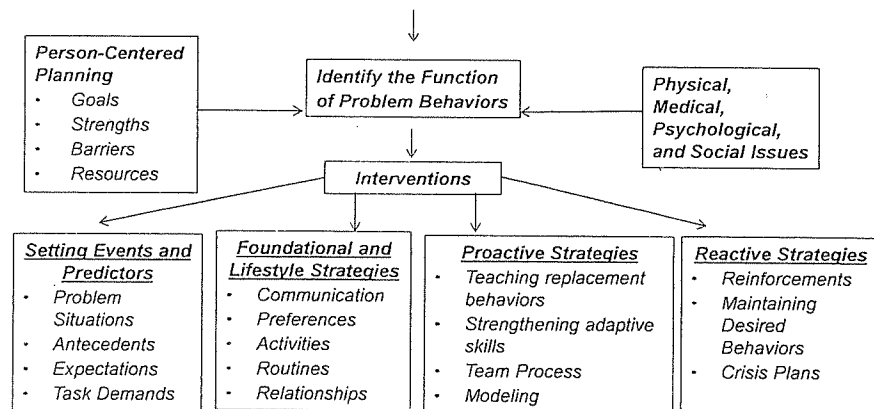 Person-Centered
Planning
• Goals
• Strengths
• Barriers
• Resources
Identify the Function
of Problem Behaviors
Physical,
Medical,
Psychological,
and Social Issues
Interventions
Setting Events and
Predictors
• Problem
Situations
• Antecedents
• Expectations
• Task Demands
Foundational and
Lifestyle Strategies
• Communication
• Preferences
• Activities
• Routines
• Relationships
Proactive Strategies
• Teaching replacement
behaviors
• Strengthening adaptive
skills
• Team Process
• Modeling
Reactive Strategies
• Reinforcements
• Maintaining
Desired
Behaviors
• Crisis Plans